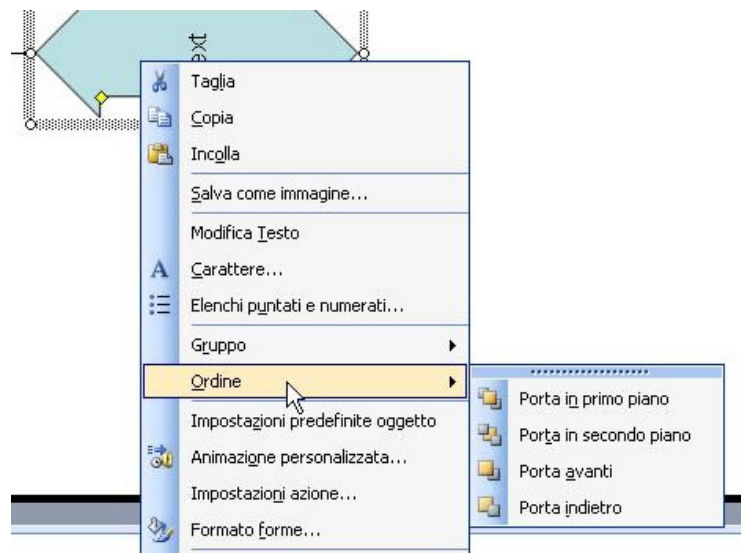 ext
Taglia
Copia
Incolla
Salva come immagine...
Modifica Testo
A Carattere...
Elenchi puntati e numerati...
Gruppo
Ordine
Impostazioni predefinite oggetto
Animazione personalizzata...
Impostazioni azione...
Formato forme...
Porta in primo piano
Porta in secondo piano
Porta avanti
Porta indietro